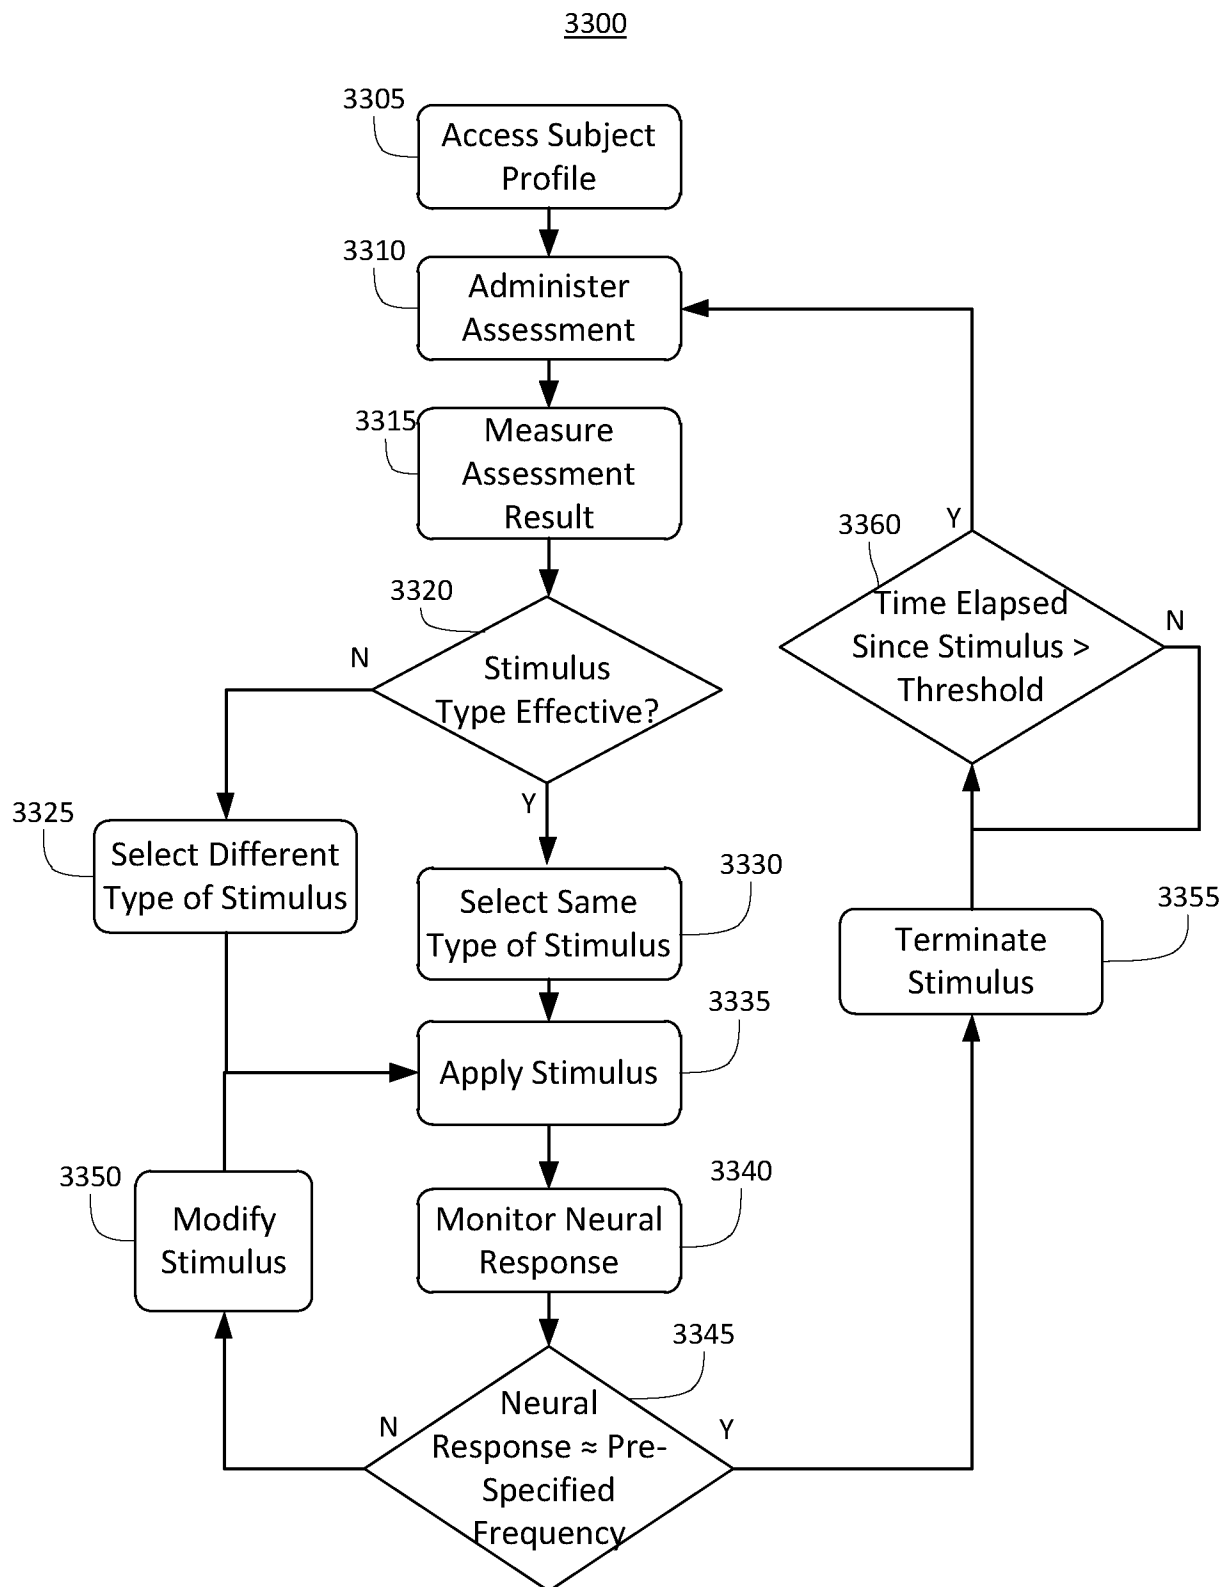 3300
3305
Access Subject
Profile
3310
Administer
Assessment
3315
Measure
Assessment
Result
3320
N
Stimulus
Type Effective?
Y
3360
Y
Time Elapsed
Since Stimulus >
Threshold
N
3325
Select Different
Type of Stimulus
3330
Select Same
Type of Stimulus
3355
Terminate
Stimulus
3335
Apply Stimulus
3350
Modify
Stimulus
3340
Monitor Neural
Response
3345
N
Neural
Response ≈ Pre-
Specified
Frequency
Y